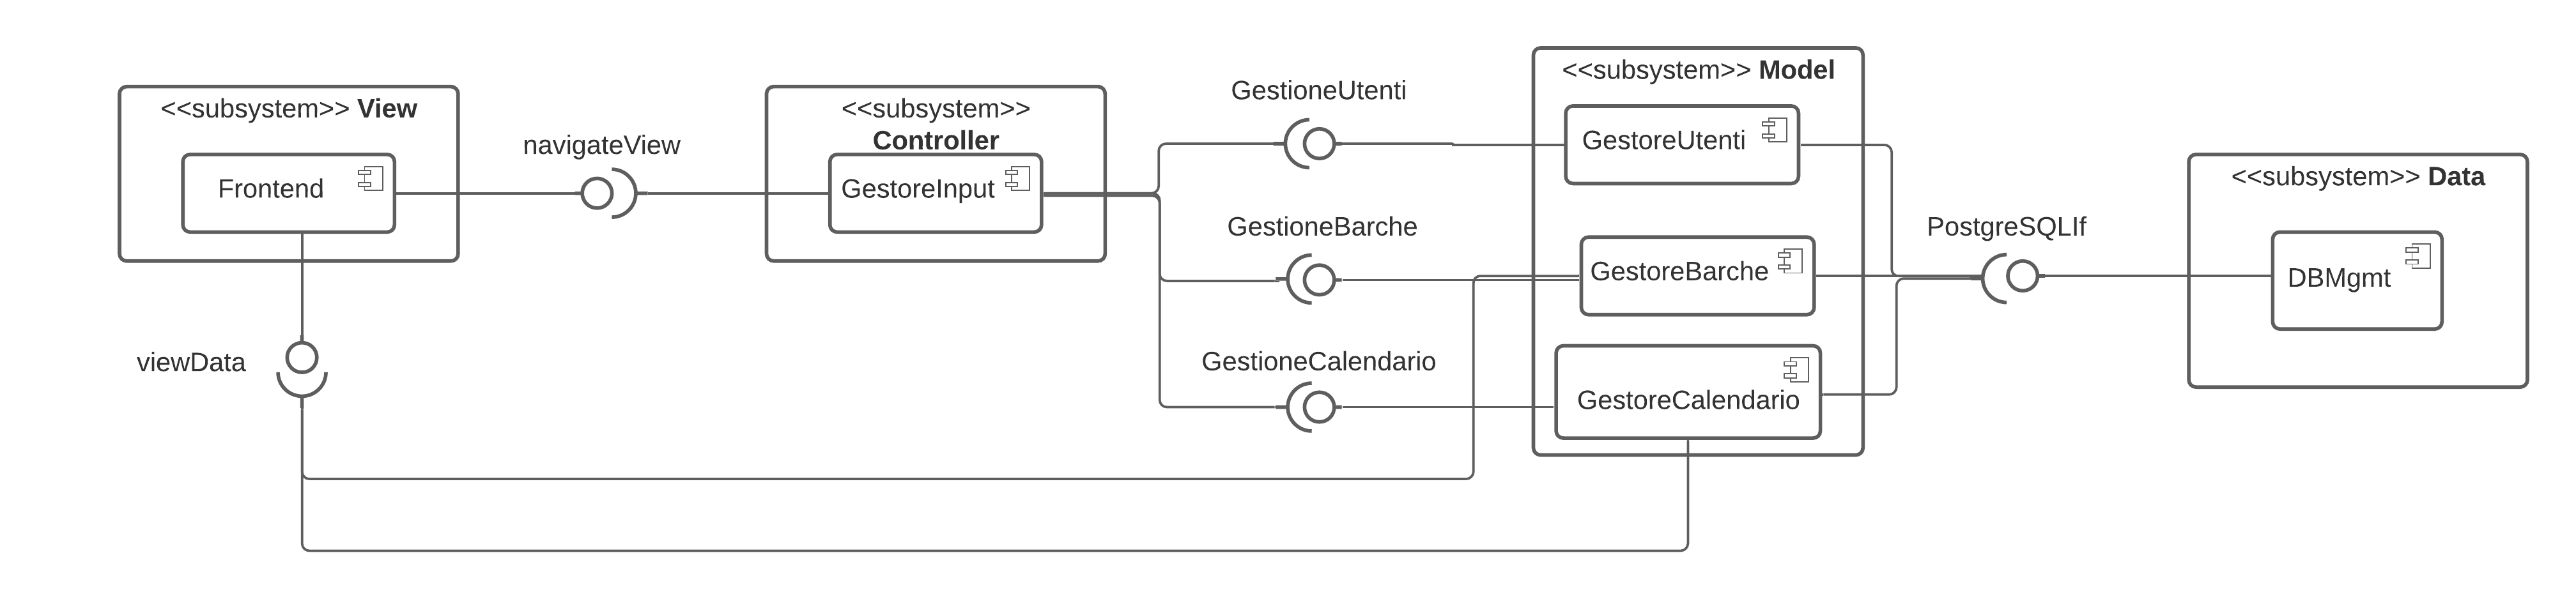 <<subsystem>> View
Frontend
navigateView
viewData
<<subsystem>>
Controller
GestoreInput
GestioneUtenti
GestioneBarche
GestioneCalendario
<<subsystem>> Model
GestoreUtenti
GestoreBarche
GestoreCalendario
PostgreSQLIf
<<subsystem>> Data
DBMgmt